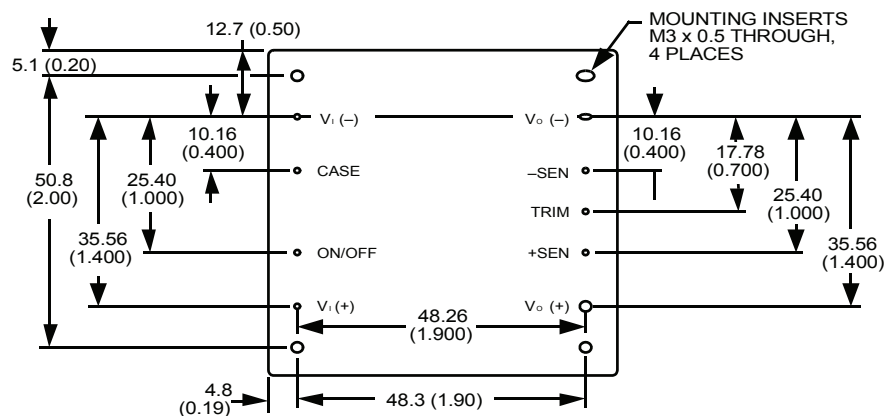 12.7 (0.50)
MOUNTING INSERTS
M3 x 0.5 THROUGH,
4 PLACES
5.1 (0.20)
VI (–)
VO (–)
10.16
(0.400)
10.16
(0.400)
17.78
(0.700)
CASE
–SEN
50.8
(2.00)
25.40
(1.000)
25.40
(1.000)
TRIM
35.56
(1.400)
35.56
(1.400)
ON/OFF
+SEN
VI (+)
VO (+)
48.26
(1.900)
4.8
(0.19)
48.3 (1.90)